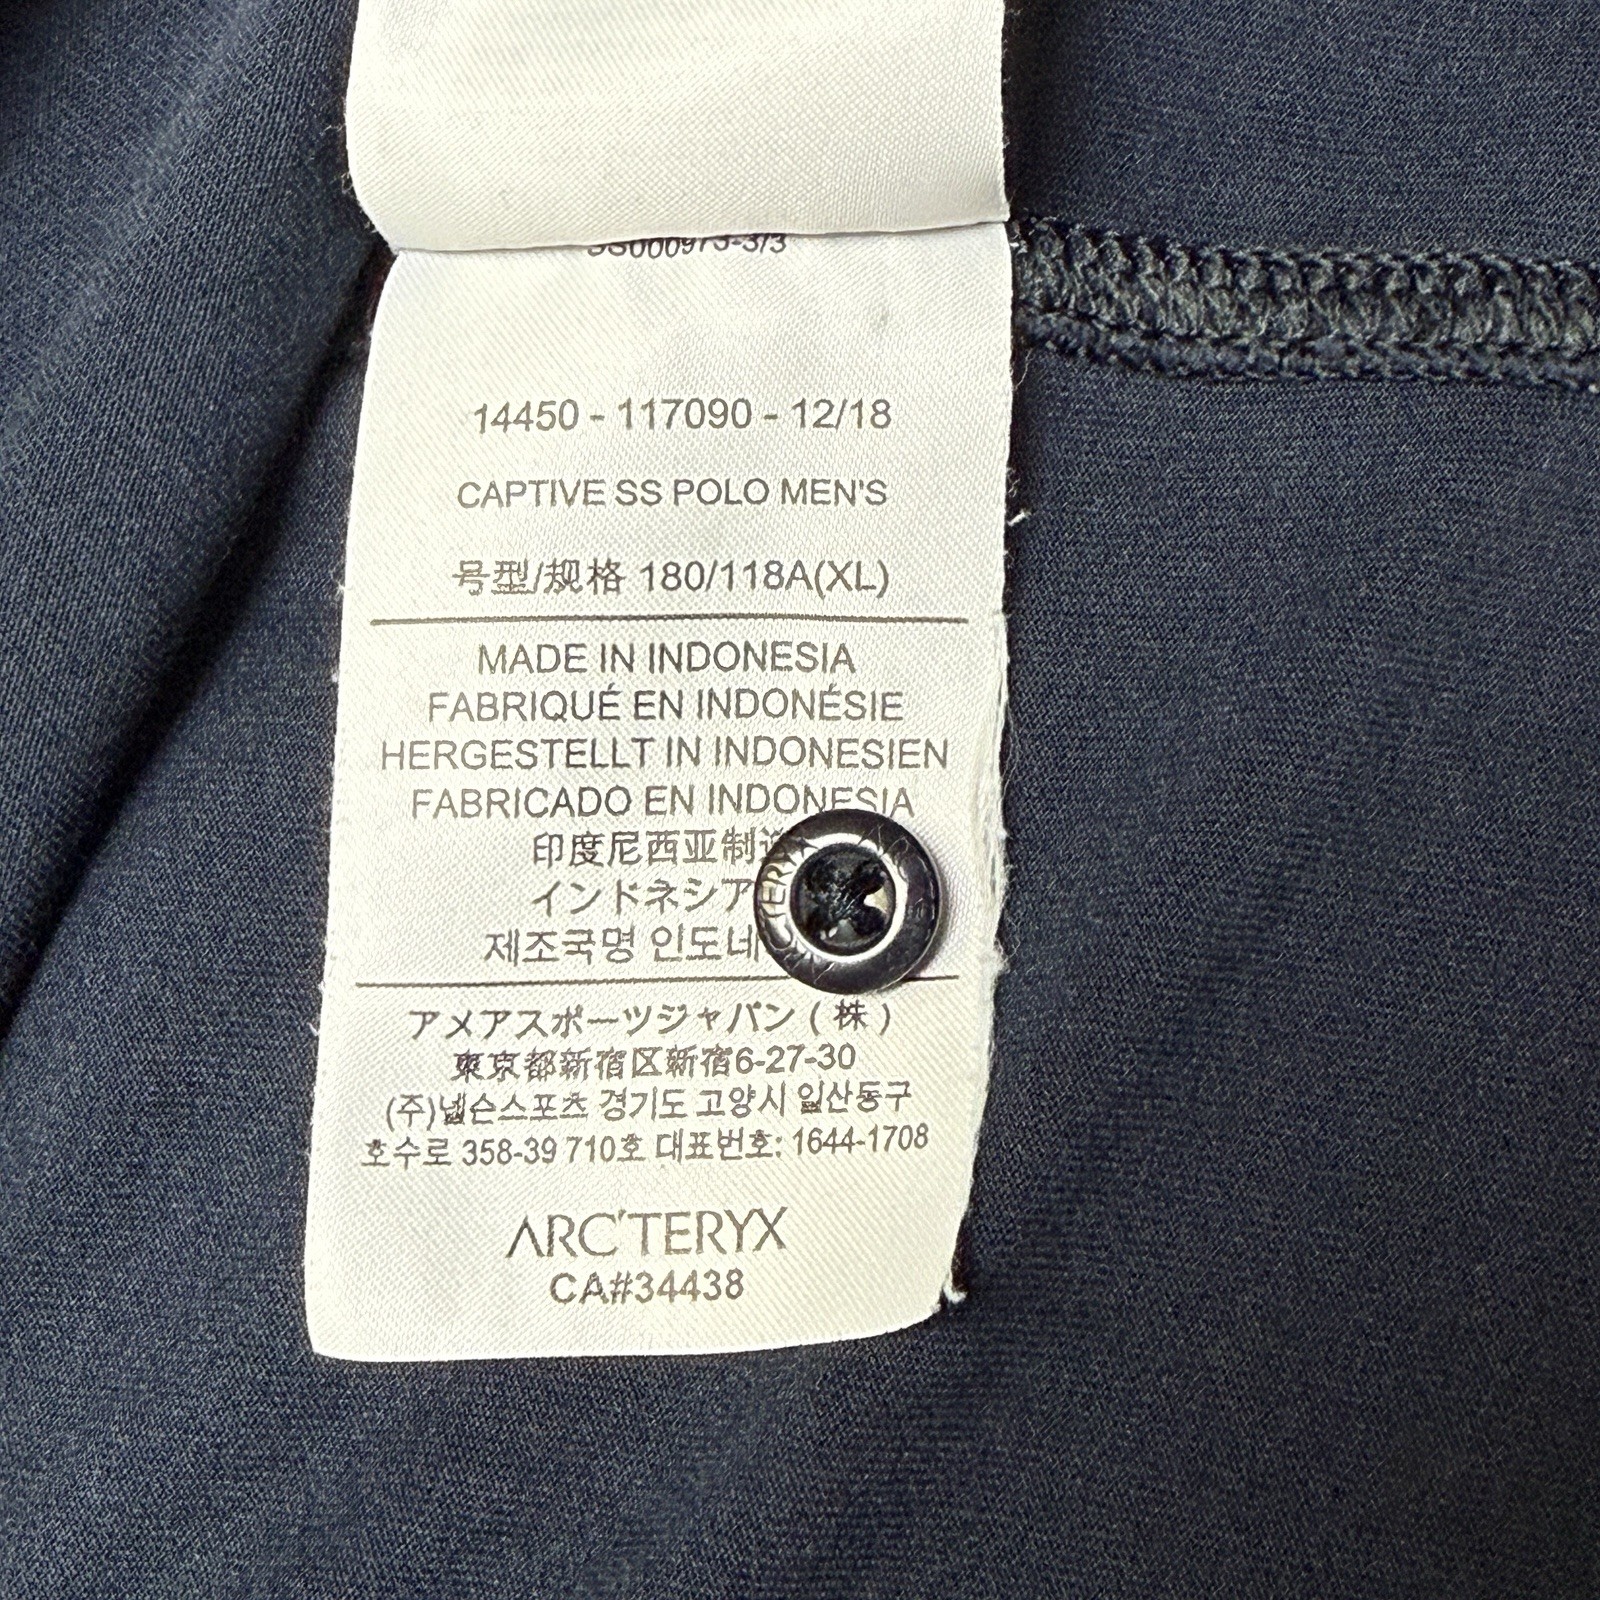 SS000973-3/3
14450 - 117090 - 12/18
CAPTIVE SS POLO MEN'S
号型/规格 180/118A(XL)
MADE IN INDONESIA
FABRIQUÉ EN INDONÉSIE
HERGESTELLT IN INDONESIEN
FABRICADO EN INDONESIA
印度尼西亚制造
インドネシア
제조국명 인도네
アメアスポーツジャパン ( 株 )
東京都新宿区新宿6-27-30
(주)넬슨스포츠 경기도 고양시 일산동구
호수로 358-39 710호 대표번호: 1644-1708
ARC'TERYX
CA#34438